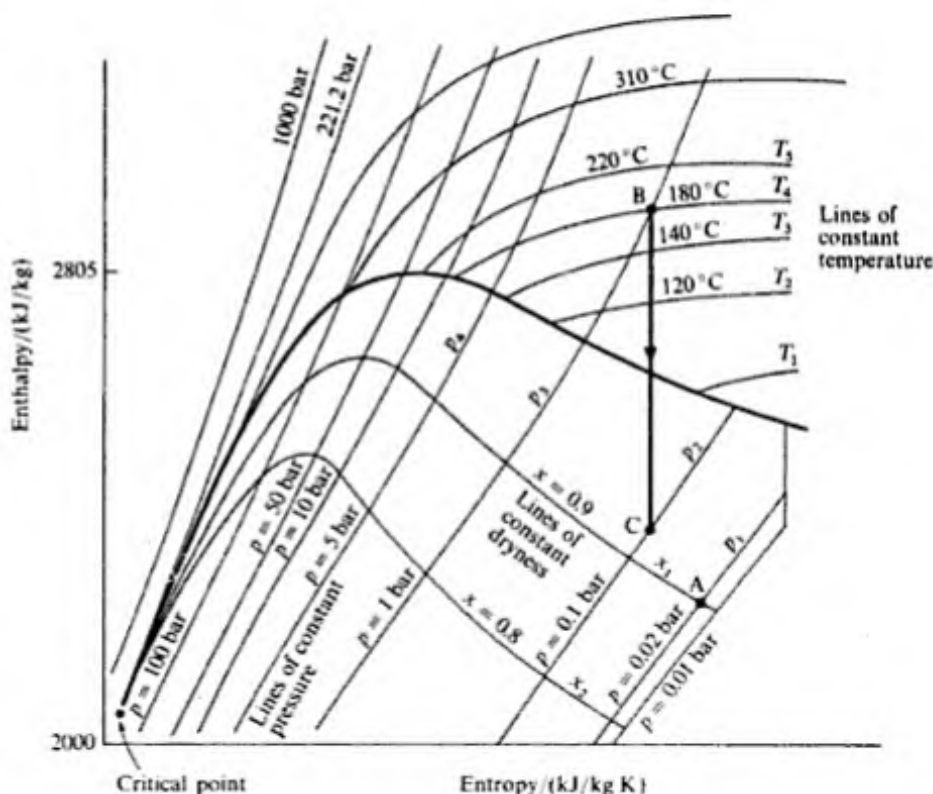 1000 bar
221.2 bar
310 °C
220 °C
T₅
B
180 °C
T₄
140 °C
T₃
120 °C
T₂
T₁
Lines of
constant
temperature
2805
Enthalpy/(kJ/kg)
p₄
p₃
p₂
p₁
p = 100 bar
p = 50 bar
p = 10 bar
p = 5 bar
p = 1 bar
p = 0.1 bar
p = 0.02 bar
p = 0.01 bar
Lines of constant
pressure
x = 0.9
Lines of
constant
dryness
x = 0.8
C
x₁
A
x₂
2000
Critical point
Entropy/(kJ/kg K)